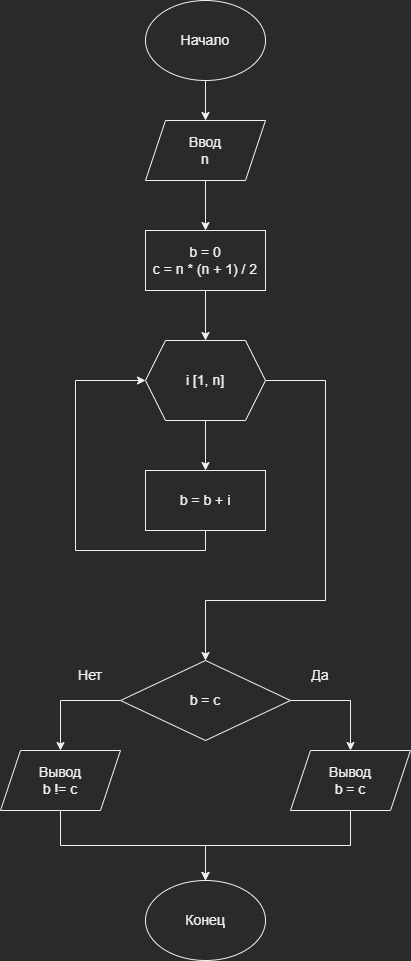 Начало
Ввод
n
b = 0
c = n * (n + 1) / 2
i [1, n]
b = b + i
Нет
Да
b = c
Вывод
b != c
Вывод
b = c
Конец